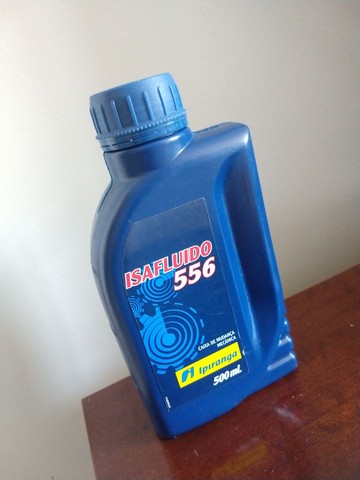 ISAFLUIDO
556
CAIXA DE MUDANÇA
MECÂNICA
Ipiranga
500 mL